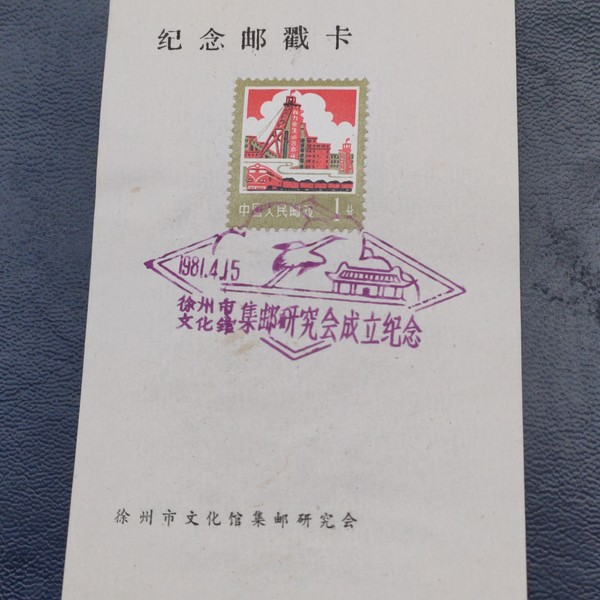 纪念邮戳卡
中国人民邮政 1分
1981.4.15
徐州市
文化馆
集邮研究会成立纪念
徐州市文化馆集邮研究会